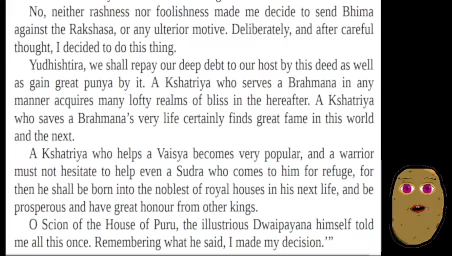 No, neither rashness nor foolishness made me decide to send Bhima
against the Rakshasa, or any ulterior motive. Deliberately, and after careful
thought, I decided to do this thing.
Yudhishtira, we shall repay our deep debt to our host by this deed as well
as gain great punya by it. A Kshatriya who serves a Brahmana in any
manner acquires many lofty realms of bliss in the hereafter. A Kshatriya
who saves a Brahmana’s very life certainly finds great fame in this world
and the next.
A Kshatriya who helps a Vaisya becomes very popular, and a warrior
must not hesitate to help even a Sudra who comes to him for refuge, for
then he shall be born into the noblest of royal houses in his next life, and be
prosperous and have great honour from other kings.
O Scion of the House of Puru, the illustrious Dwaipayana himself told
me all this once. Remembering what he said, I made my decision.’”